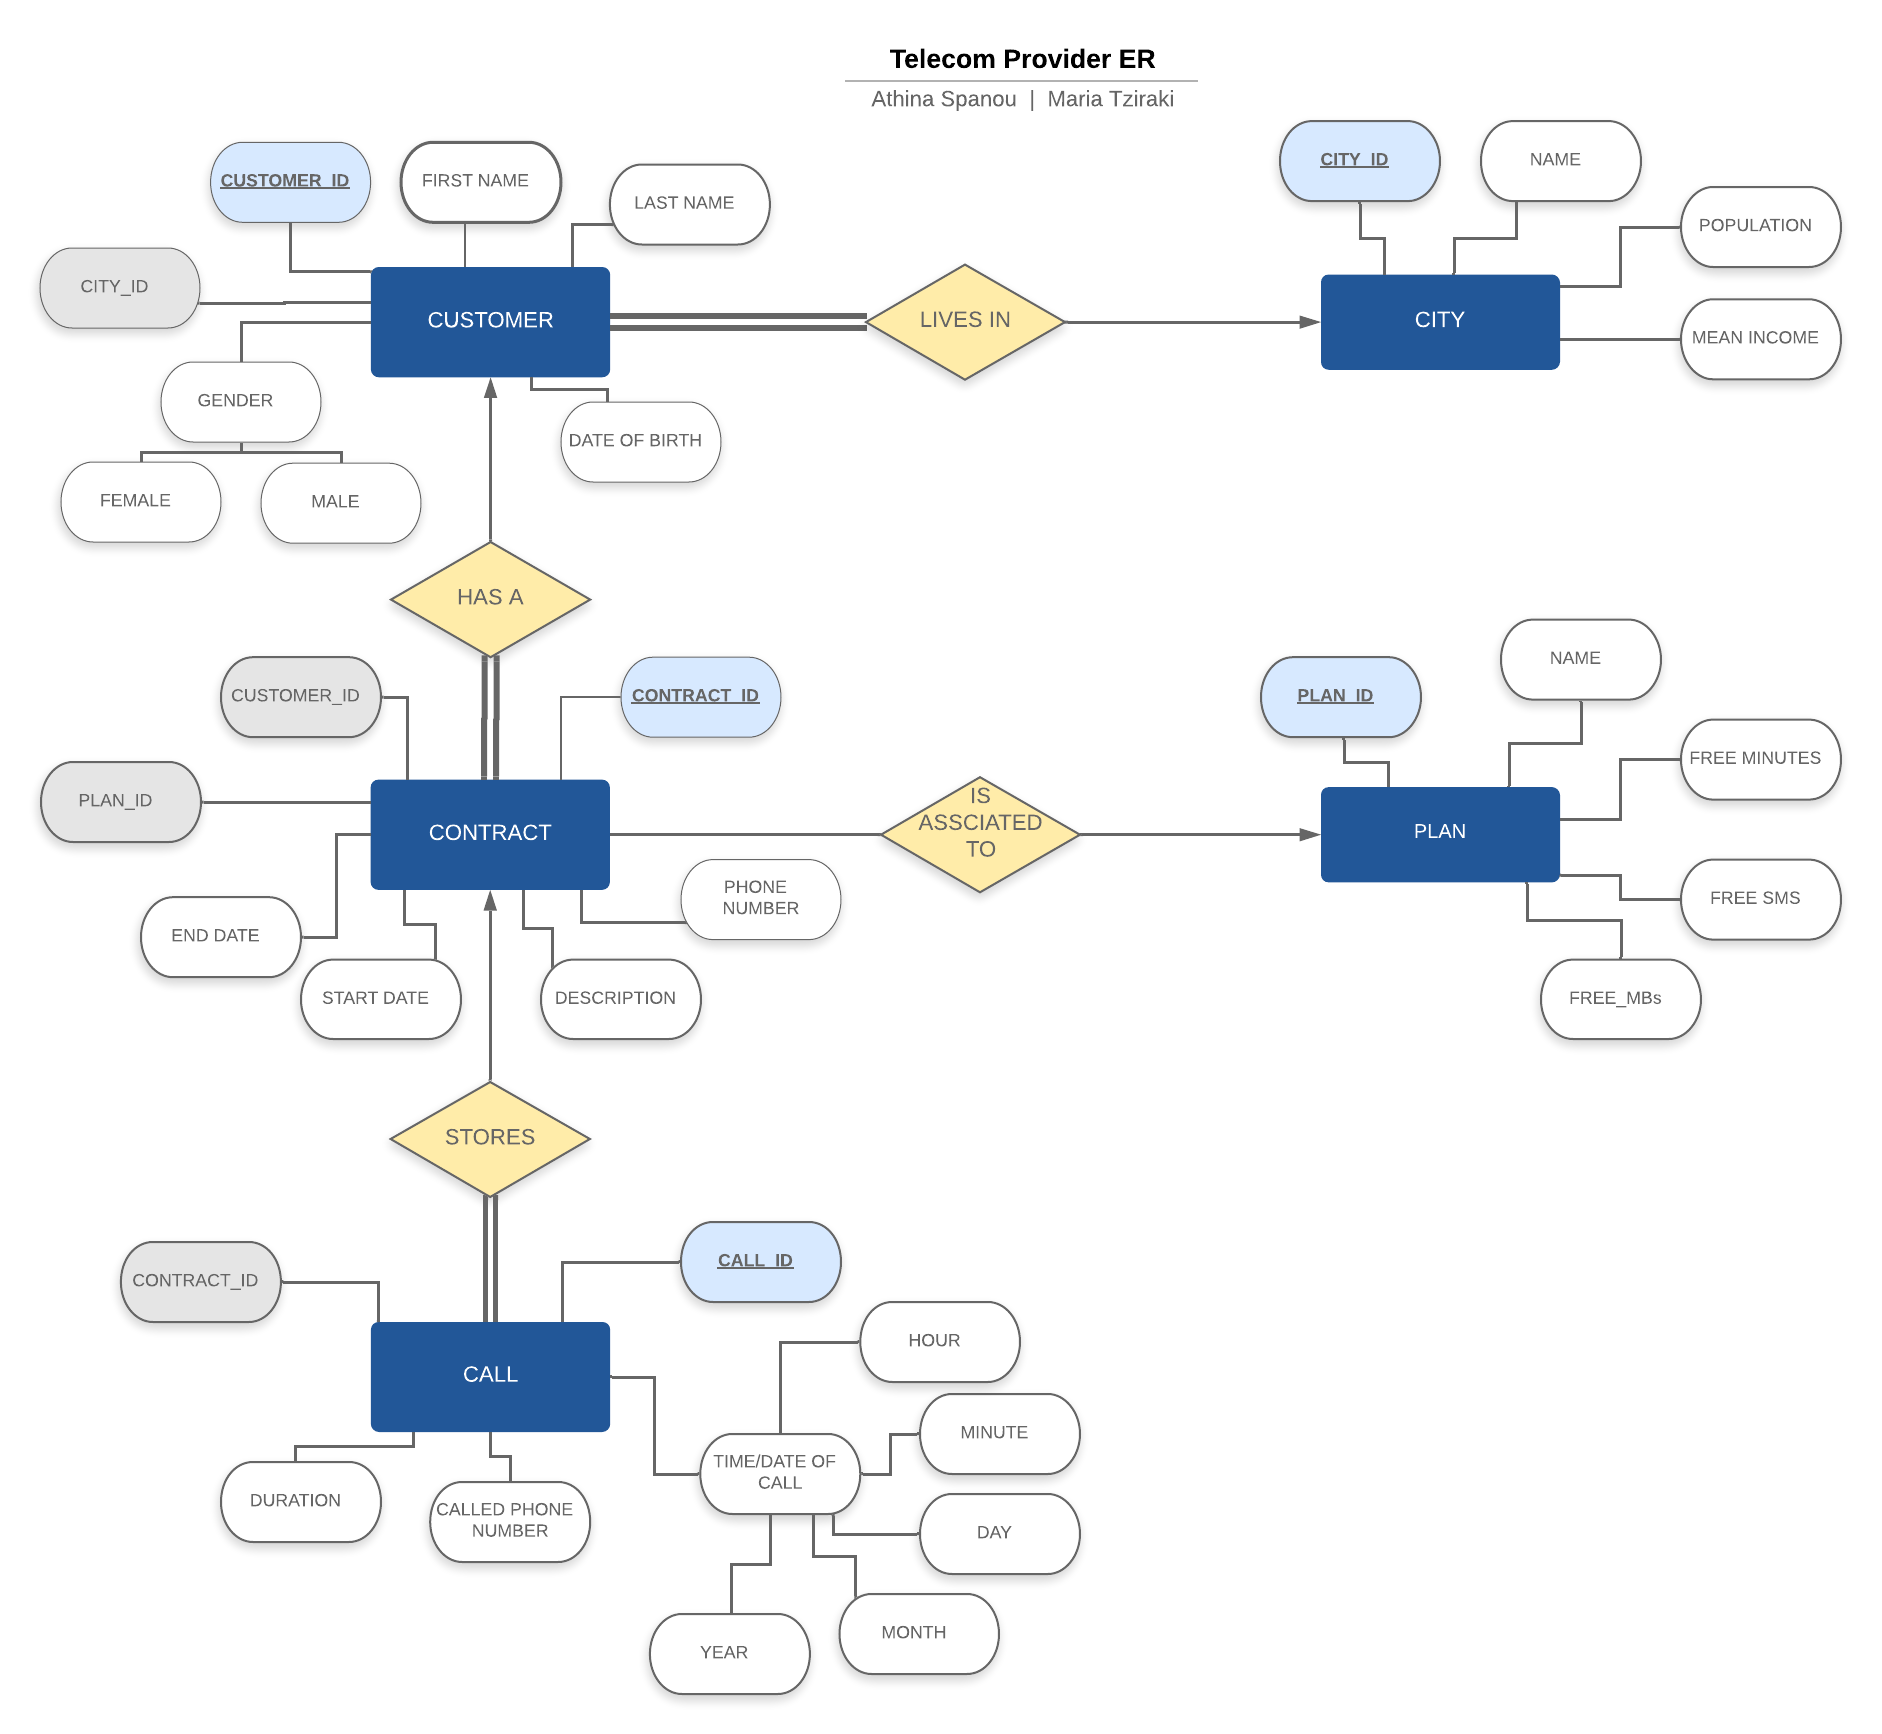 Telecom Provider ER
Athina Spanou | Maria Tziraki
CUSTOMER_ID
FIRST NAME
LAST NAME
CITY_ID
CUSTOMER
GENDER
FEMALE
MALE
DATE OF BIRTH
LIVES IN
CITY_ID
NAME
POPULATION
MEAN INCOME
CITY
HAS A
CUSTOMER_ID
CONTRACT_ID
PLAN_ID
CONTRACT
END DATE
START DATE
DESCRIPTION
PHONE
NUMBER
IS
ASSCIATED
TO
PLAN_ID
NAME
FREE MINUTES
PLAN
FREE SMS
FREE_MBs
STORES
CONTRACT_ID
CALL_ID
CALL
DURATION
CALLED PHONE
NUMBER
TIME/DATE OF
CALL
HOUR
MINUTE
DAY
MONTH
YEAR